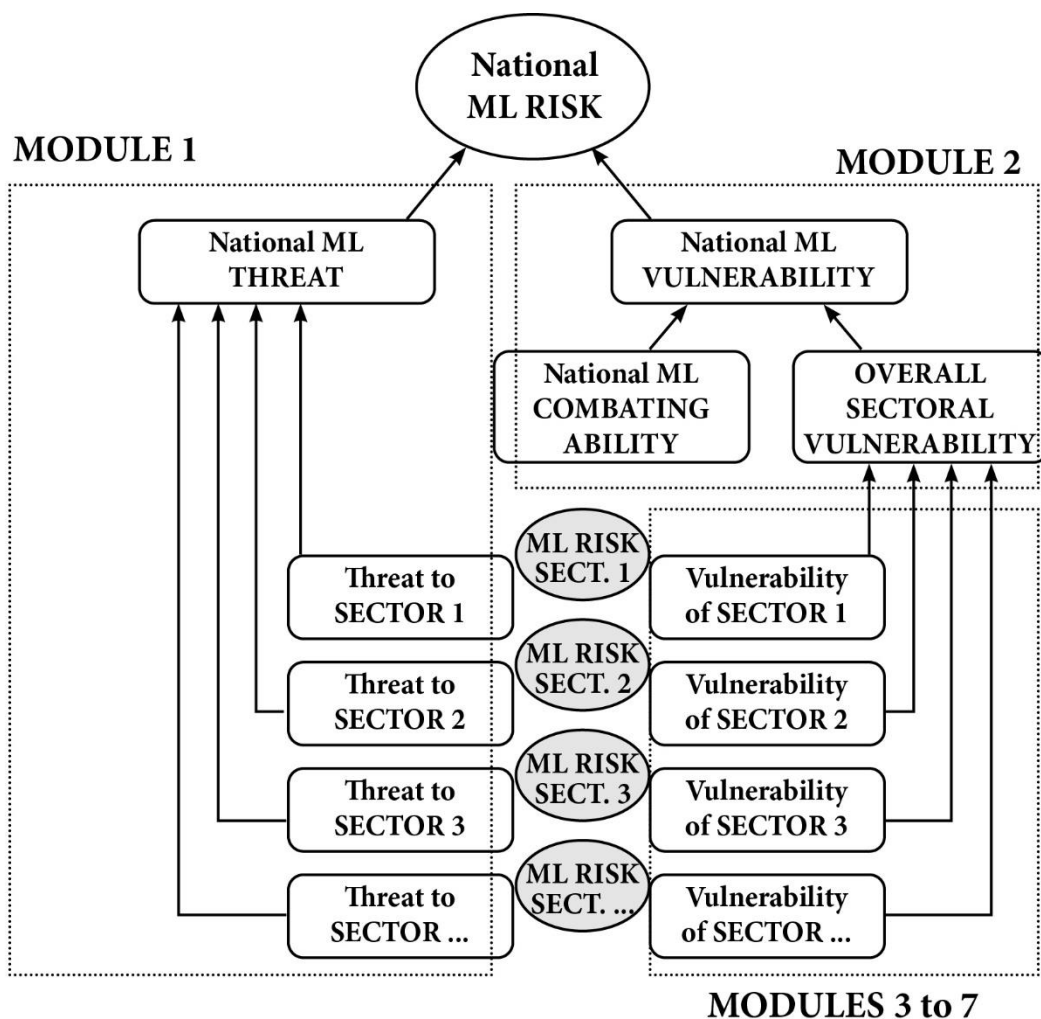 National
ML RISK
MODULE 1
MODULE 2
National ML
THREAT
National ML
VULNERABILITY
National ML
COMBATING
ABILITY
OVERALL
SECTORAL
VULNERABILITY
Threat to
SECTOR 1
ML RISK
SECT. 1
Vulnerability
of SECTOR 1
Threat to
SECTOR 2
ML RISK
SECT. 2
Vulnerability
of SECTOR 2
Threat to
SECTOR 3
ML RISK
SECT. 3
Vulnerability
of SECTOR 3
Threat to
SECTOR ...
ML RISK
SECT. ...
Vulnerability
of SECTOR ...
MODULES 3 to 7